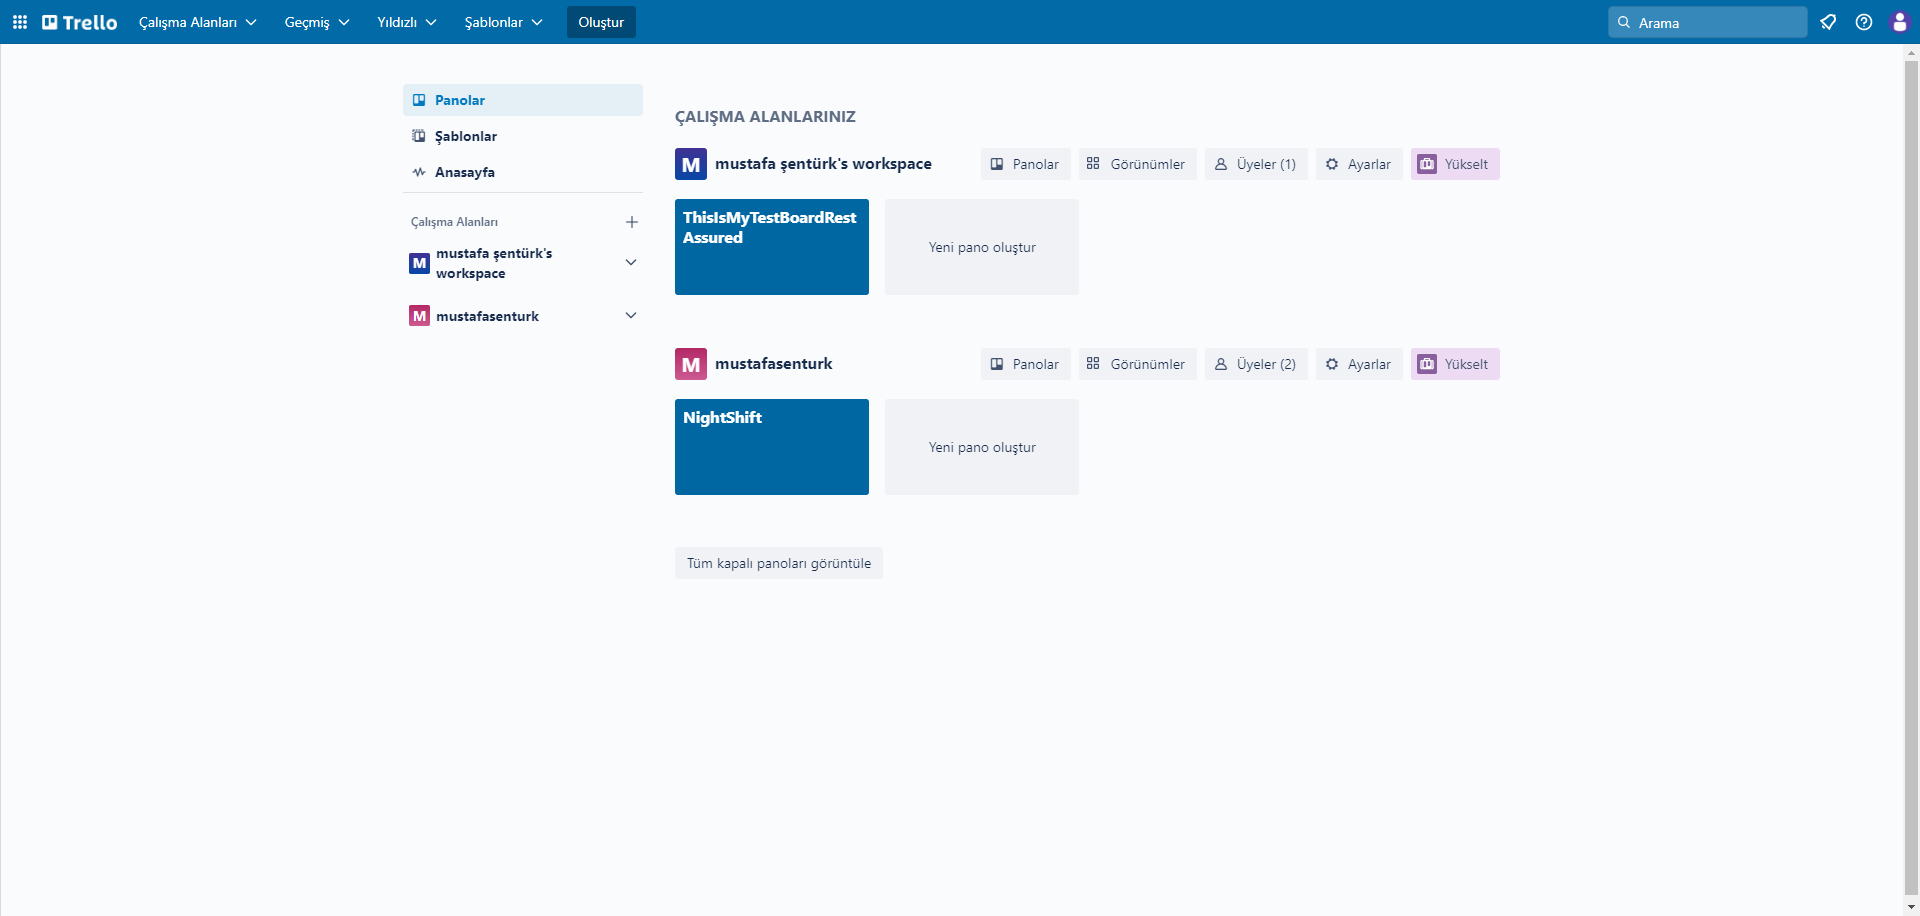 Trello Çalışma Alanları Geçmiş Yıldızlı Şablonlar Oluştur Arama
Panolar
Şablonlar
Anasayfa
Çalışma Alanları
M mustafa şentürk's
workspace
M mustafasenturk
ÇALIŞMA ALANLARINIZ
M mustafa şentürk's workspace Panolar Görünümler Üyeler (1) Ayarlar Yükselt
ThisIsMyTestBoardRest
Assured
Yeni pano oluştur
M mustafasenturk Panolar Görünümler Üyeler (2) Ayarlar Yükselt
NightShift
Yeni pano oluştur
Tüm kapalı panoları görüntüle